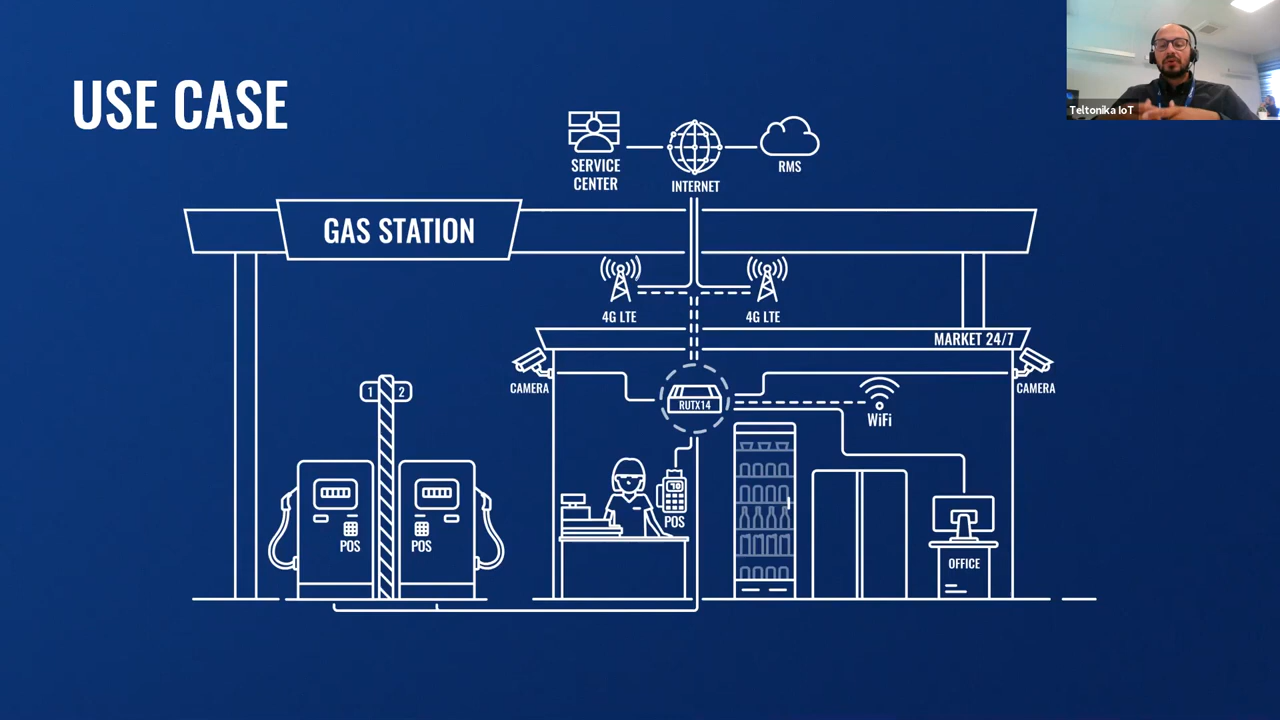 Teltonika IoT
USE CASE
SERVICE
CENTER
INTERNET
RMS
GAS STATION
4G LTE
4G LTE
MARKET 24/7
CAMERA
CAMERA
1
2
RUTX14
WiFi
POS
POS
POS
OFFICE